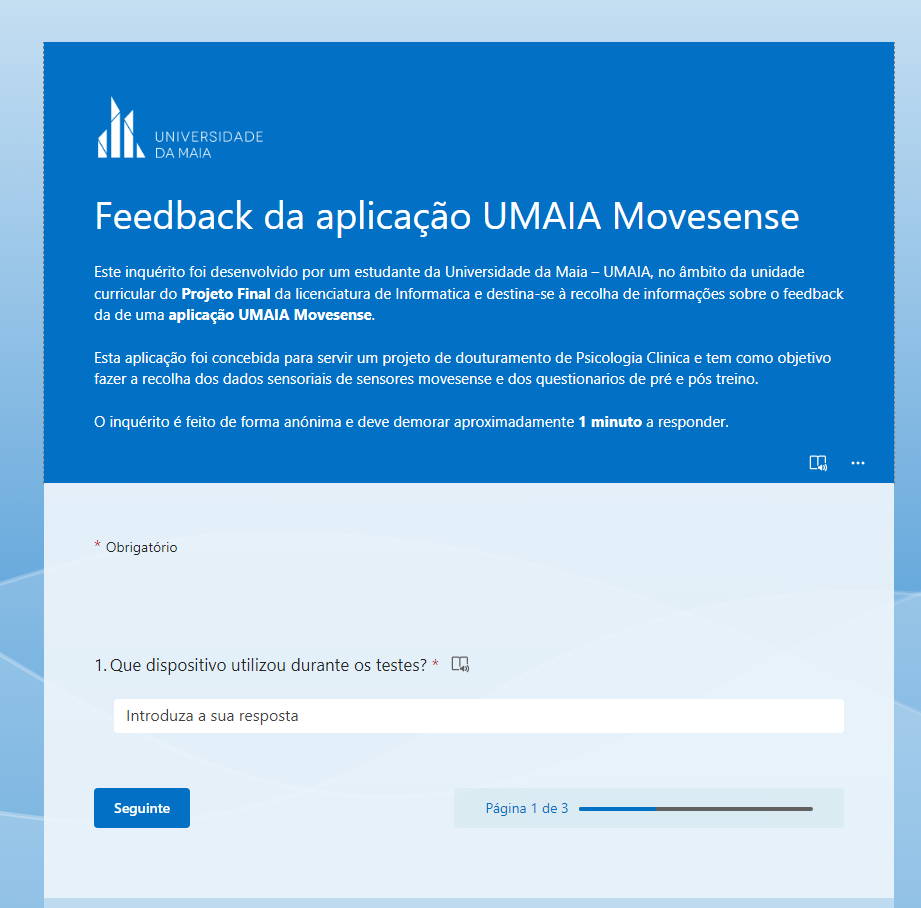 UNIVERSIDADE
DA MAIA
Feedback da aplicação UMAIA Movesense
Este inquérito foi desenvolvido por um estudante da Universidade da Maia – UMAIA, no âmbito da unidade
curricular do Projeto Final da licenciatura de Informatica e destina-se à recolha de informações sobre o feedback
da de uma aplicação UMAIA Movesense.
Esta aplicação foi concebida para servir um projeto de douturamento de Psicologia Clinica e tem como objetivo
fazer a recolha dos dados sensoriais de sensores movesense e dos questionarios de pré e pós treino.
O inquérito é feito de forma anónima e deve demorar aproximadamente 1 minuto a responder.
* Obrigatório
1. Que dispositivo utilizou durante os testes? *
Introduza a sua resposta
Seguinte
Página 1 de 3